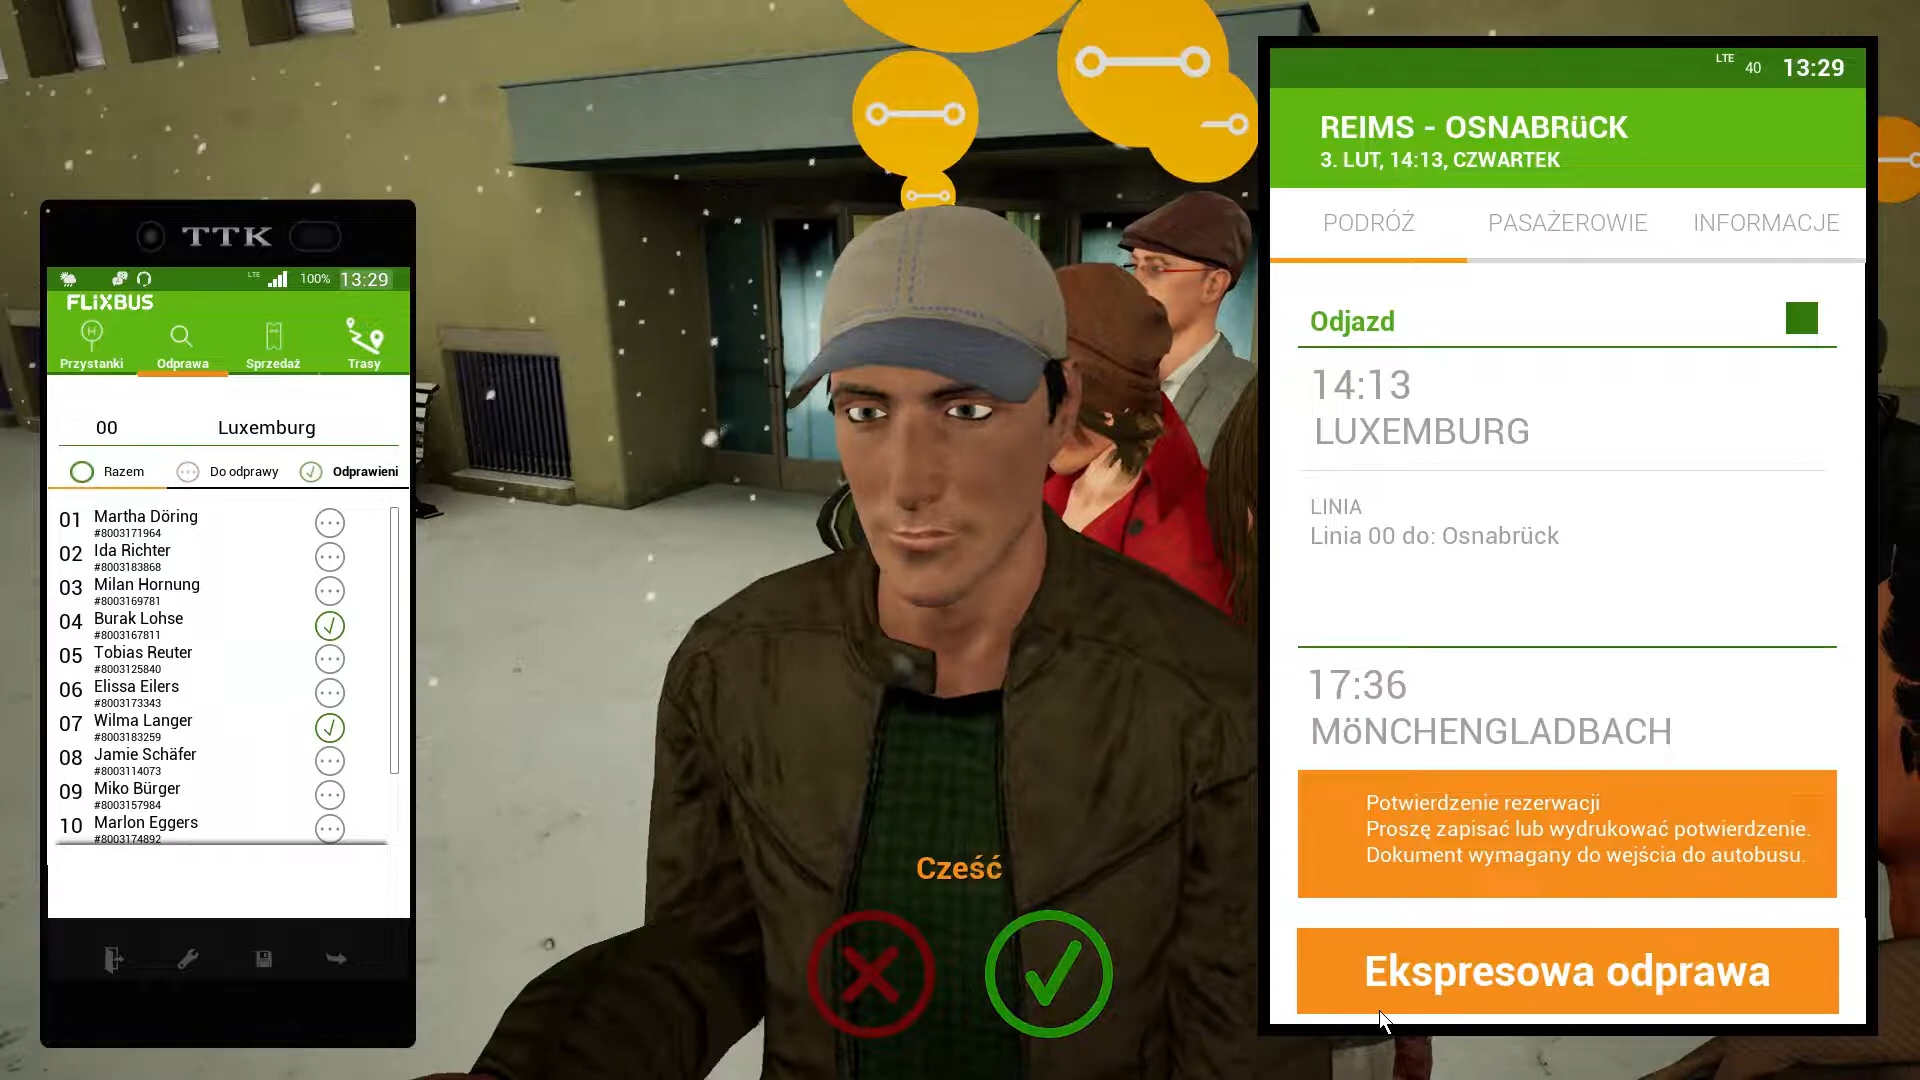 TTK
LTE 100% 13:29
FLiXBUS
Przystanki Odprawa Sprzedaż Trasy
00 Luxemburg
Razem Do odprawy Odprawieni
01 Martha Döring
#8003171964
02 Ida Richter
#8003183868
03 Milan Hornung
#8003169781
04 Burak Lohse
#8003167811
05 Tobias Reuter
#8003125840
06 Elissa Eilers
#8003173343
07 Wilma Langer
#8003183259
08 Jamie Schäfer
#8003114073
09 Miko Bürger
#8003157984
10 Marlon Eggers
#8003174892
Cześć
LTE 40 13:29
REIMS - OSNABRüCK
3. LUT, 14:13, CZWARTEK
PODRÓŻ PASAŻEROWIE INFORMACJE
Odjazd
14:13
LUXEMBURG
LINIA
Linia 00 do: Osnabrück
17:36
MöNCHENGLADBACH
Potwierdzenie rezerwacji
Proszę zapisać lub wydrukować potwierdzenie.
Dokument wymagany do wejścia do autobusu.
Ekspresowa odprawa